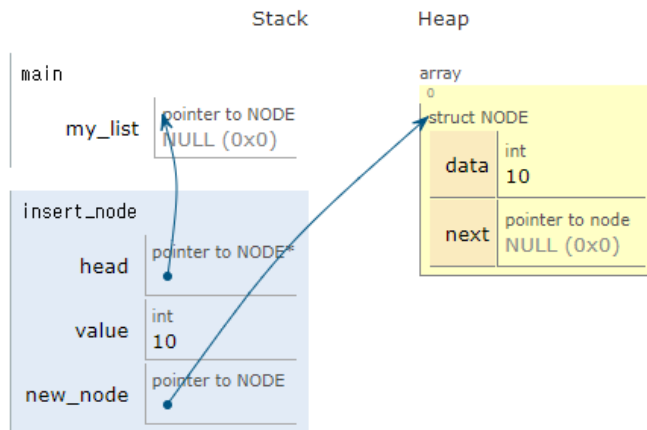 Stack
Heap
main
my_list
pointer to NODE
NULL (0x0)
insert_node
head
pointer to NODE*
value
int
10
new_node
pointer to NODE
array
0
struct NODE
data
int
10
next
pointer to node
NULL (0x0)